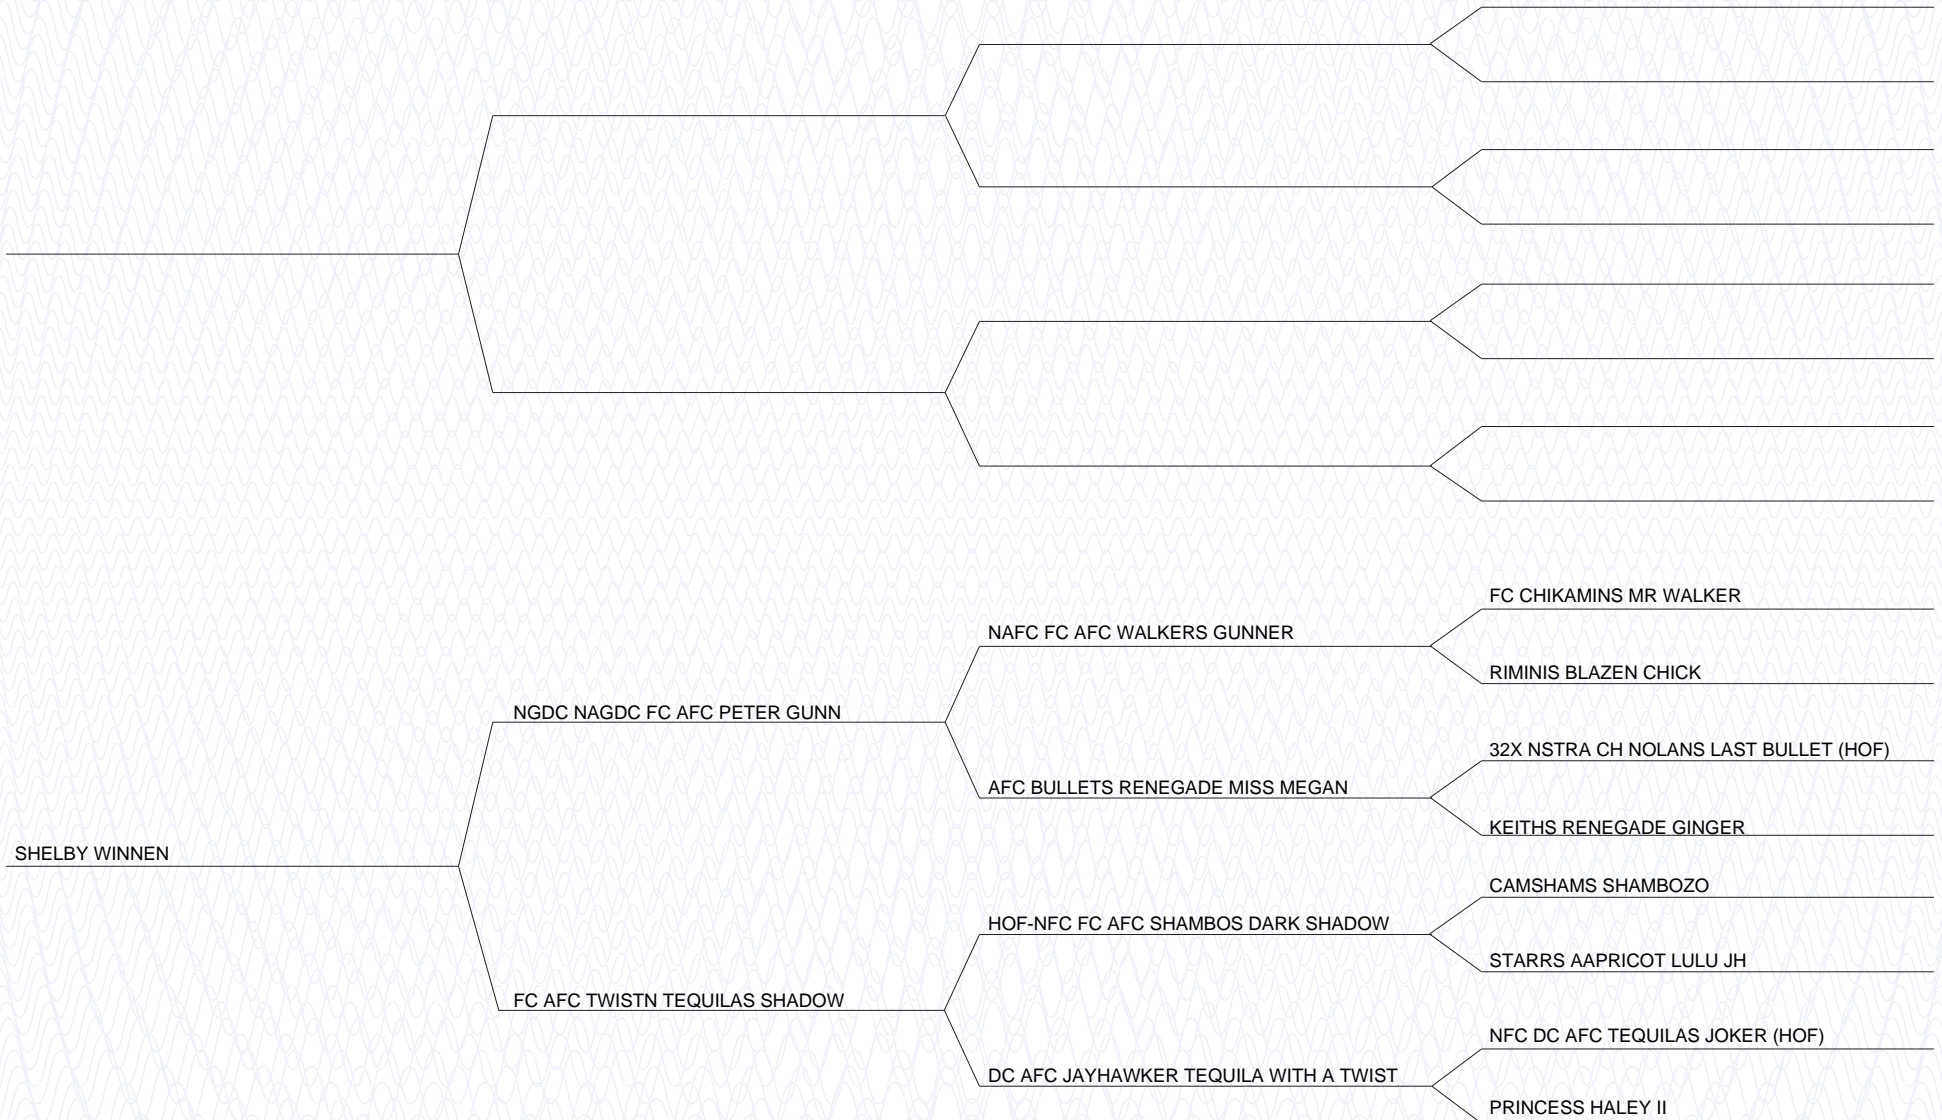 FC CHIKAMINS MR WALKER
NAFC FC AFC WALKERS GUNNER
RIMINIS BLAZEN CHICK
NGDC NAGDC FC AFC PETER GUNN
32X NSTRA CH NOLANS LAST BULLET (HOF)
AFC BULLETS RENEGADE MISS MEGAN
KEITHS RENEGADE GINGER
SHELBY WINNEN
CAMSHAMS SHAMBOZO
HOF-NFC FC AFC SHAMBOS DARK SHADOW
STARRS AAPRICOT LULU JH
FC AFC TWISTN TEQUILAS SHADOW
NFC DC AFC TEQUILAS JOKER (HOF)
DC AFC JAYHAWKER TEQUILA WITH A TWIST
PRINCESS HALEY II